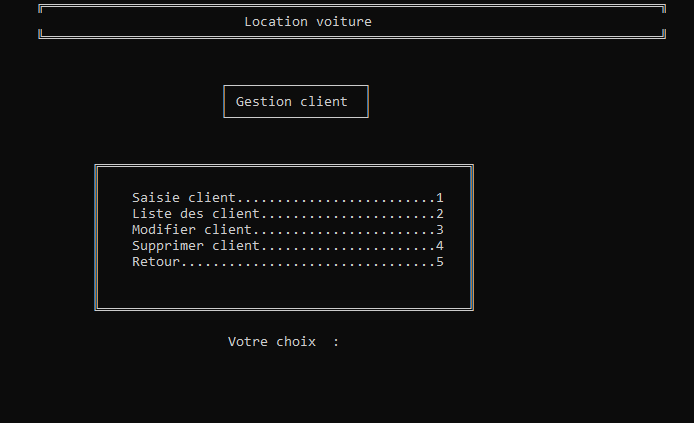 Location voiture
Gestion client
Saisie client.........................1
Liste des client......................2
Modifier client.......................3
Supprimer client......................4
Retour................................5
Votre choix  :